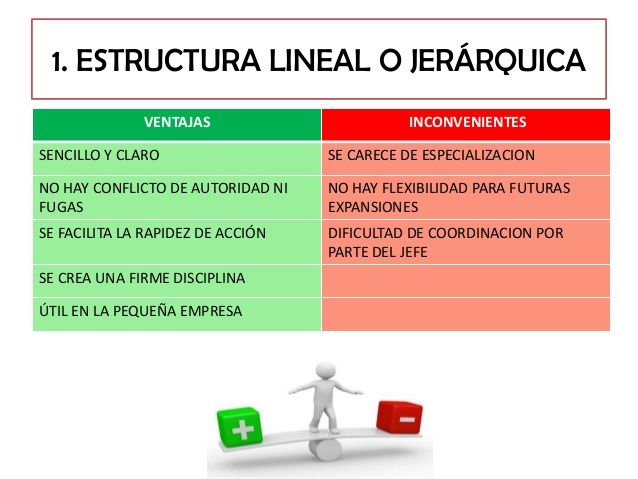 1. ESTRUCTURA LINEAL O JERÁRQUICA
VENTAJAS
INCONVENIENTES
SENCILLO Y CLARO
SE CARECE DE ESPECIALIZACION
NO HAY CONFLICTO DE AUTORIDAD NI
FUGAS
NO HAY FLEXIBILIDAD PARA FUTURAS
EXPANSIONES
SE FACILITA LA RAPIDEZ DE ACCIÓN
DIFICULTAD DE COORDINACION POR
PARTE DEL JEFE
SE CREA UNA FIRME DISCIPLINA
ÚTIL EN LA PEQUEÑA EMPRESA
+
-